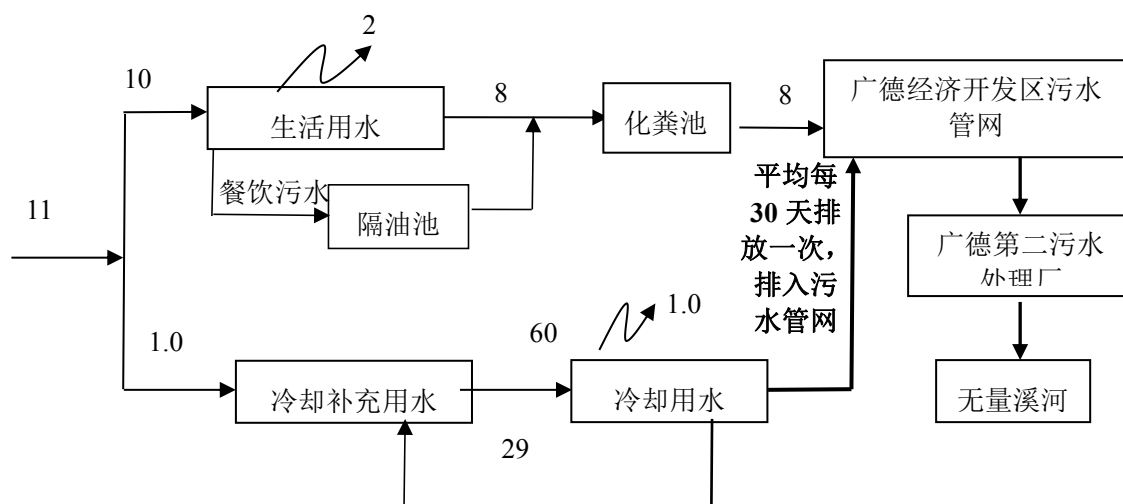 2
10
生活用水
8
化粪池
8
广德经济开发区污水
管网
餐饮污水
隔油池
11
平均每
30 天排
放一次，
排入污
水管网
广德第二污水
处理厂
1.0
冷却补充用水
60
1.0
冷却用水
无量溪河
29